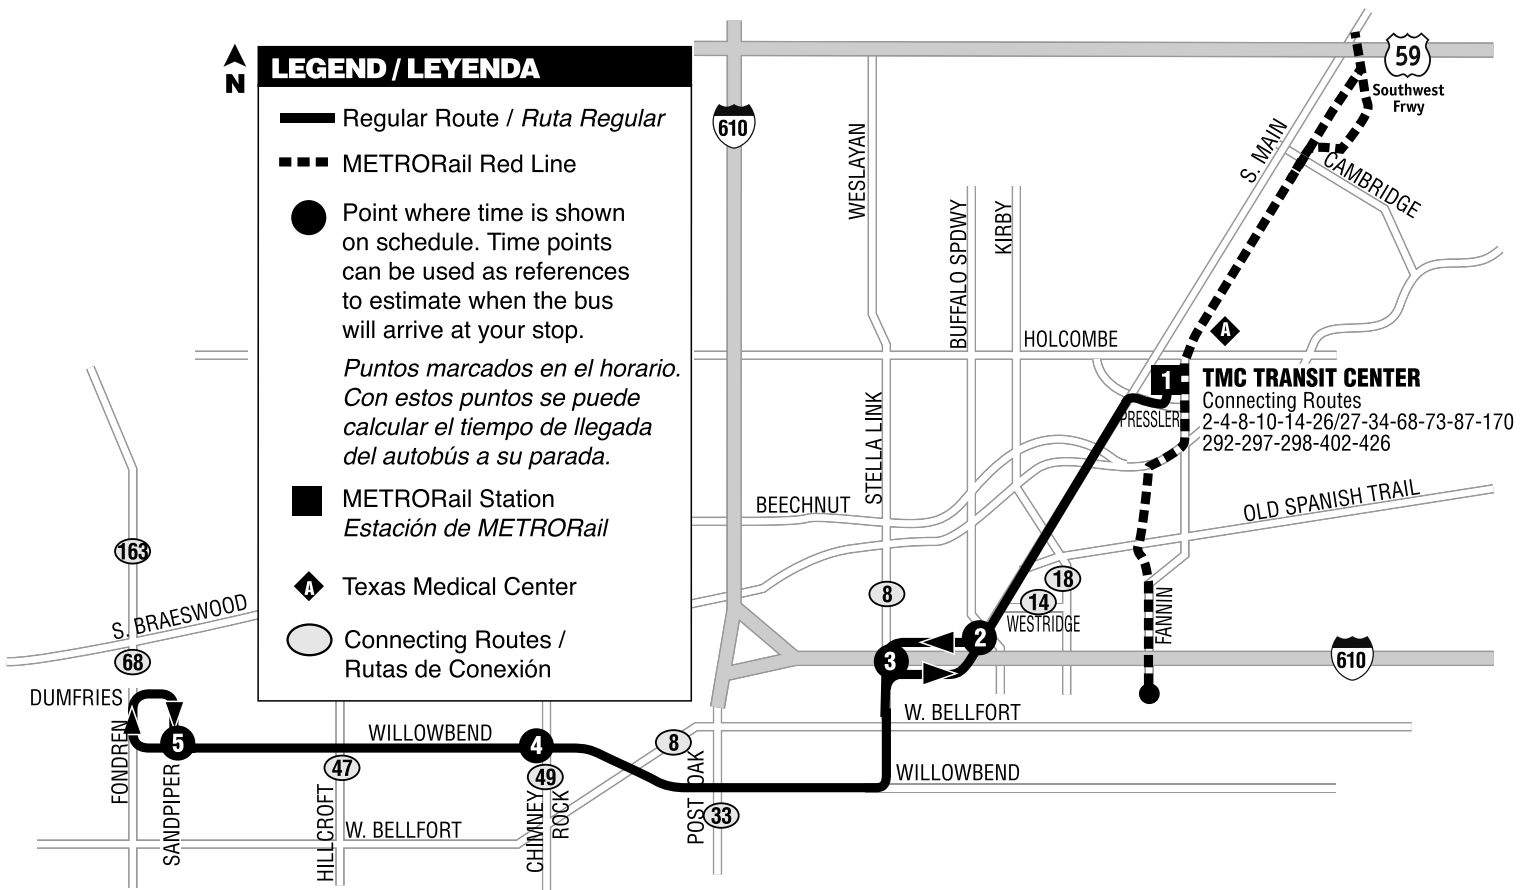 N
LEGEND / LEYENDA
Regular Route / Ruta Regular
METRORail Red Line
Point where time is shown
on schedule. Time points
can be used as references
to estimate when the bus
will arrive at your stop.
Puntos marcados en el horario.
Con estos puntos se puede
calcular el tiempo de llegada
del autobús a su parada.
METRORail Station
Estación de METRORail
A
Texas Medical Center
Connecting Routes /
Rutas de Conexión
610
59
Southwest
Frwy
S. MAIN
CAMBRIDGE
WESLAYAN
BUFFALO SPDWY
KIRBY
HOLCOMBE
A
1
TMC TRANSIT CENTER
Connecting Routes
2-4-8-10-14-26/27-34-68-73-87-170
292-297-298-402-426
PRESSLER
STELLA LINK
BEECHNUT
OLD SPANISH TRAIL
163
8
18
14
WESTRIDGE
FANNIN
S. BRAESWOOD
68
2
3
610
DUMFRIES
FONDREN
5
SANDPIPER
WILLOWBEND
47
HILLCROFT
4
49
CHIMNEY
ROCK
8
POST OAK
33
W. BELLFORT
WILLOWBEND
W. BELLFORT